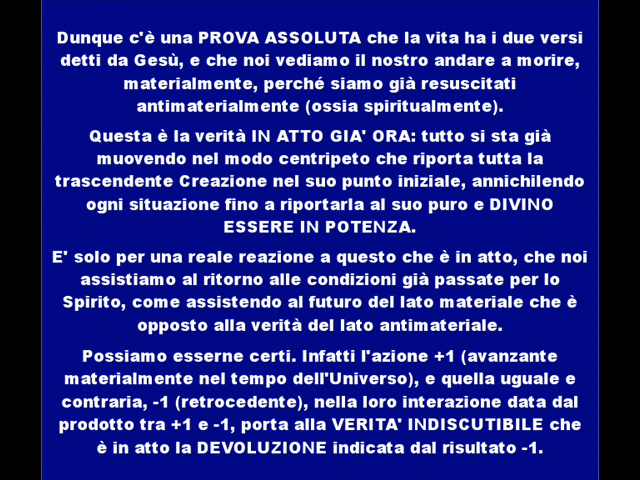 Dunque c'è una PROVA ASSOLUTA che la vita ha i due versi
detti da Gesù, e che noi vediamo il nostro andare a morire,
materialmente, perché siamo già resuscitati
antimaterialmente (ossia spiritualmente).
Questa è la verità IN ATTO GIA' ORA: tutto si sta già
muovendo nel modo centripeto che riporta tutta la
trascendente Creazione nel suo punto iniziale, annichilendo
ogni situazione fino a riportarla al suo puro e DIVINO
ESSERE IN POTENZA.
E' solo per una reale reazione a questo che è in atto, che noi
assistiamo al ritorno alle condizioni già passate per lo
Spirito, come assistendo al futuro del lato materiale che è
opposto alla verità del lato antimateriale.
Possiamo esserne certi. Infatti l'azione +1 (avanzante
materialmente nel tempo dell'Universo), e quella uguale e
contraria, -1 (retrocedente), nella loro interazione data dal
prodotto tra +1 e -1, porta alla VERITA' INDISCUTIBILE che
è in atto la DEVOLUZIONE indicata dal risultato -1.